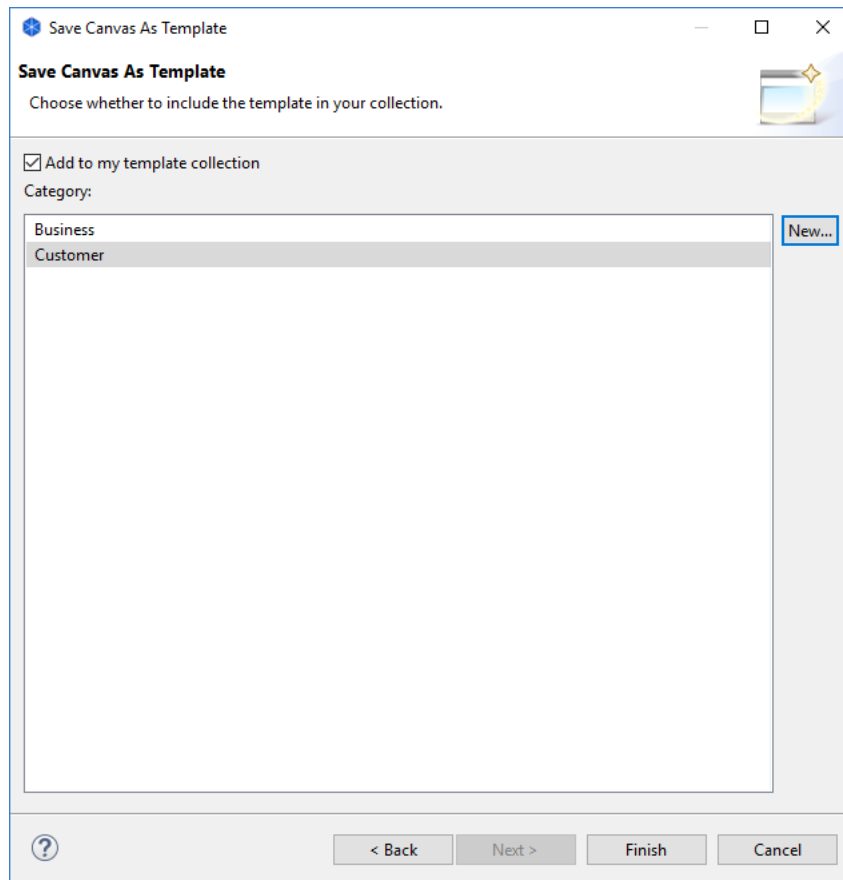 Save Canvas As Template
Save Canvas As Template
Choose whether to include the template in your collection.
Add to my template collection
Category:
Business
New...
Customer
?
< Back
Next >
Finish
Cancel